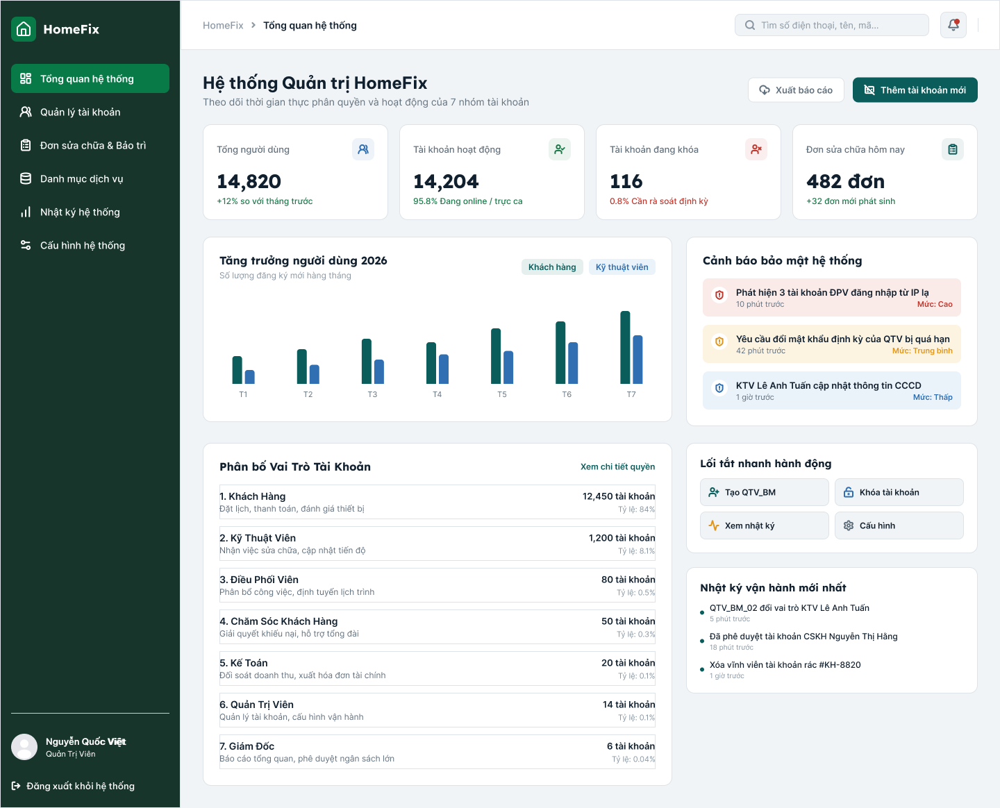 HomeFix
Tổng quan hệ thống
Quản lý tài khoản
Đơn sửa chữa & Bảo trì
Danh mục dịch vụ
Nhật ký hệ thống
Cấu hình hệ thống
Nguyễn Quốc Việt
Quản Trị Viên
Đăng xuất khỏi hệ thống
HomeFix > Tổng quan hệ thống
Tìm số điện thoại, tên, mã...
Hệ thống Quản trị HomeFix
Theo dõi thời gian thực phân quyền và hoạt động của 7 nhóm tài khoản
Xuất báo cáo
Thêm tài khoản mới
Tổng người dùng
14,820
+12% so với tháng trước
Tài khoản hoạt động
14,204
95.8% Đang online / trực ca
Tài khoản đang khóa
116
0.8% Cần rà soát định kỳ
Đơn sửa chữa hôm nay
482 đơn
+32 đơn mới phát sinh
Tăng trưởng người dùng 2026
Số lượng đăng ký mới hàng tháng
Khách hàng
Kỹ thuật viên
T1
T2
T3
T4
T5
T6
T7
Cảnh báo bảo mật hệ thống
Phát hiện 3 tài khoản ĐPV đăng nhập từ IP lạ
10 phút trước
Mức: Cao
Yêu cầu đổi mật khẩu định kỳ của QTV bị quá hạn
42 phút trước
Mức: Trung bình
KTV Lê Anh Tuấn cập nhật thông tin CCCD
1 giờ trước
Mức: Thấp
Phân bố Vai Trò Tài Khoản
Xem chi tiết quyền
1. Khách Hàng
12,450 tài khoản
Đặt lịch, thanh toán, đánh giá thiết bị
Tỷ lệ: 84%
2. Kỹ Thuật Viên
1,200 tài khoản
Nhận việc sửa chữa, cập nhật tiến độ
Tỷ lệ: 8.1%
3. Điều Phối Viên
80 tài khoản
Phân bổ công việc, định tuyến lịch trình
Tỷ lệ: 0.5%
4. Chăm Sóc Khách Hàng
50 tài khoản
Giải quyết khiếu nại, hỗ trợ tổng đài
Tỷ lệ: 0.3%
5. Kế Toán
20 tài khoản
Đối soát doanh thu, xuất hóa đơn tài chính
Tỷ lệ: 0.1%
6. Quản Trị Viên
14 tài khoản
Quản lý tài khoản, cấu hình vận hành
Tỷ lệ: 0.1%
7. Giám Đốc
6 tài khoản
Báo cáo tổng quan, phê duyệt ngân sách lớn
Tỷ lệ: 0.04%
Lối tắt nhanh hành động
Tạo QTV_BM
Khóa tài khoản
Xem nhật ký
Cấu hình
Nhật ký vận hành mới nhất
QTV_BM_02 đổi vai trò KTV Lê Anh Tuấn
5 phút trước
Đã phê duyệt tài khoản CSKH Nguyễn Thị Hằng
18 phút trước
Xóa vĩnh viễn tài khoản rác #KH-8820
1 giờ trước